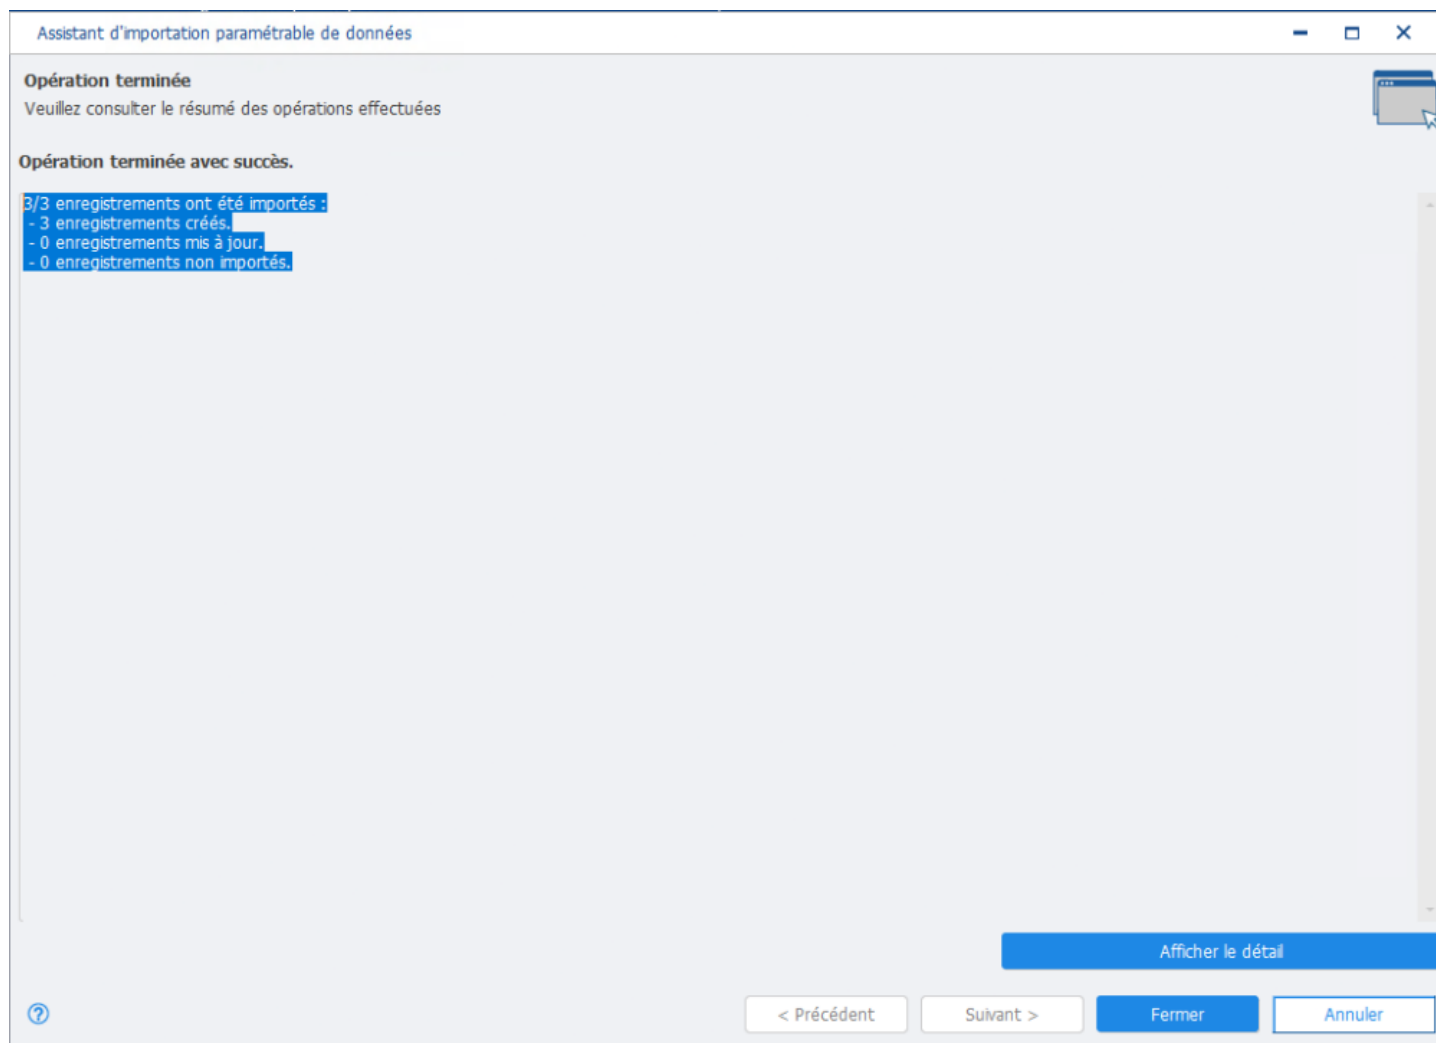 Assistant d'importation paramétrable de données
Opération terminée
Veuillez consulter le résumé des opérations effectuées
Opération terminée avec succès.
3/3 enregistrements ont été importés :
- 3 enregistrements créés.
- 0 enregistrements mis à jour.
- 0 enregistrements non importés.
Afficher le détail
< Précédent
Suivant >
Fermer
Annuler